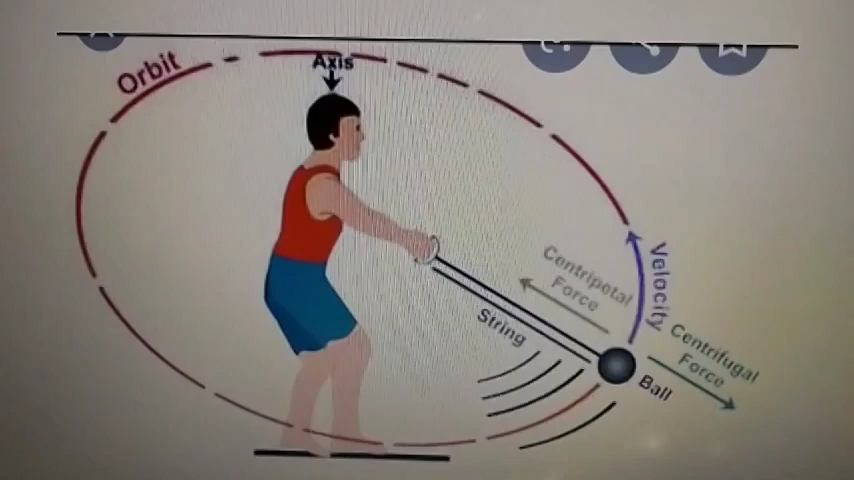 Orbit
Axis
Velocity
Centripetal
Force
String
Centrifugal
Force
Ball